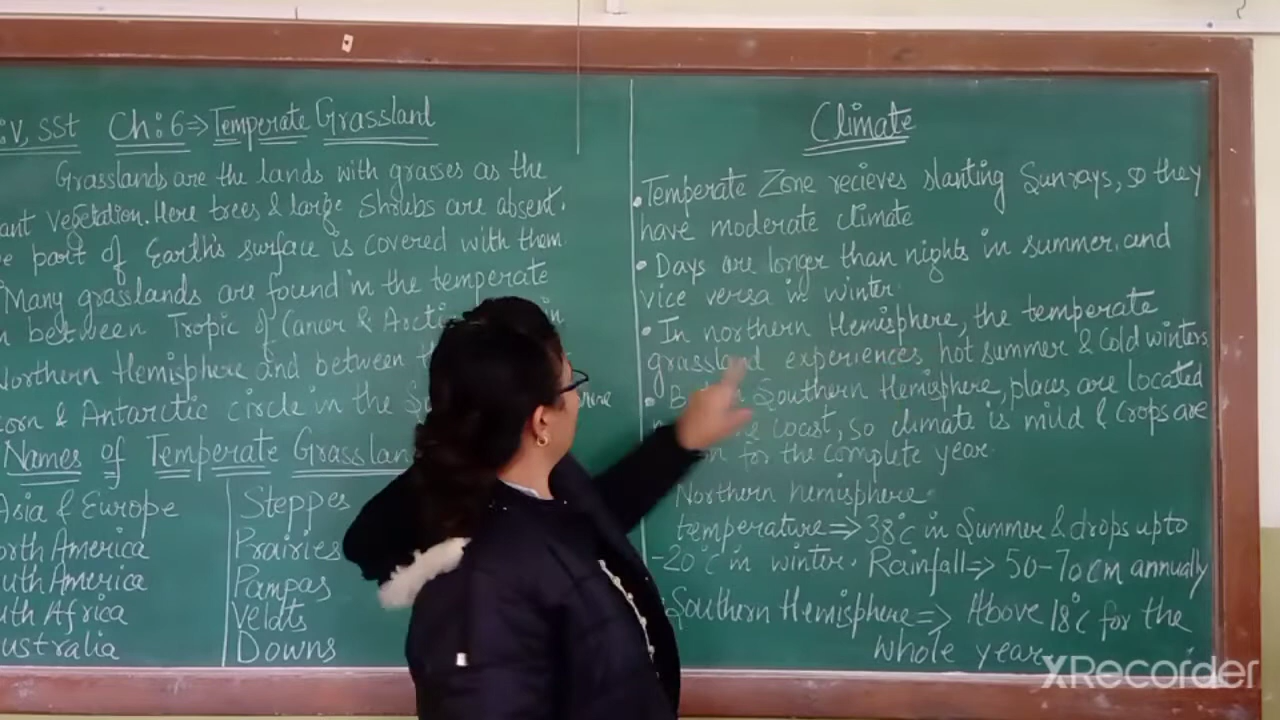 :V, SSt Ch: 6⇒ Temperate Grassland
Grasslands are the lands with grasses as the
ant vegetation. Here trees & large Shrubs are absent.
part of Earth's surface is covered with them
Many grasslands are found in the temperate
between Tropic of Cancer & Arctic in
Northern Hemisphere and between
orn & Antarctic circle in the
Names of Temperate Grasslan
Asia & Europe Steppes
orth America Prairies
uth America Pampas
uth Africa Veldts
ustralia Downs
Climate
• Temperate Zone recieves slanting Sunrays, so they
have moderate climate
• Days are longer than nights in summer. and
vice versa in winter.
• In northern Hemisphere, the temperate
grassland experiences hot summer & Cold winters
• Southern Hemisphere, places are located
coast, so climate is mild & Crops are
for the complete year.
Northern hemisphere
temperature ⇒ 38°c in Summer & drops upto
-20°c in winter. Rainfall ⇒ 50-70cm annually
Southern Hemisphere ⇒ Above 18°c for the
whole year
XRecorder